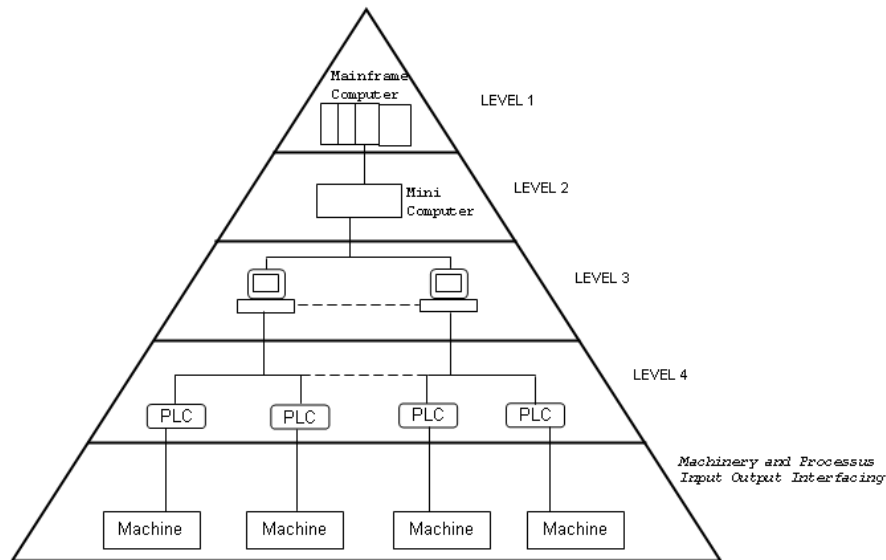 Mainframe
Computer
LEVEL 1
Mini
Computer
LEVEL 2
LEVEL 3
LEVEL 4
PLC PLC PLC PLC
Machinery and Processus
Input Output Interfacing
Machine Machine Machine Machine